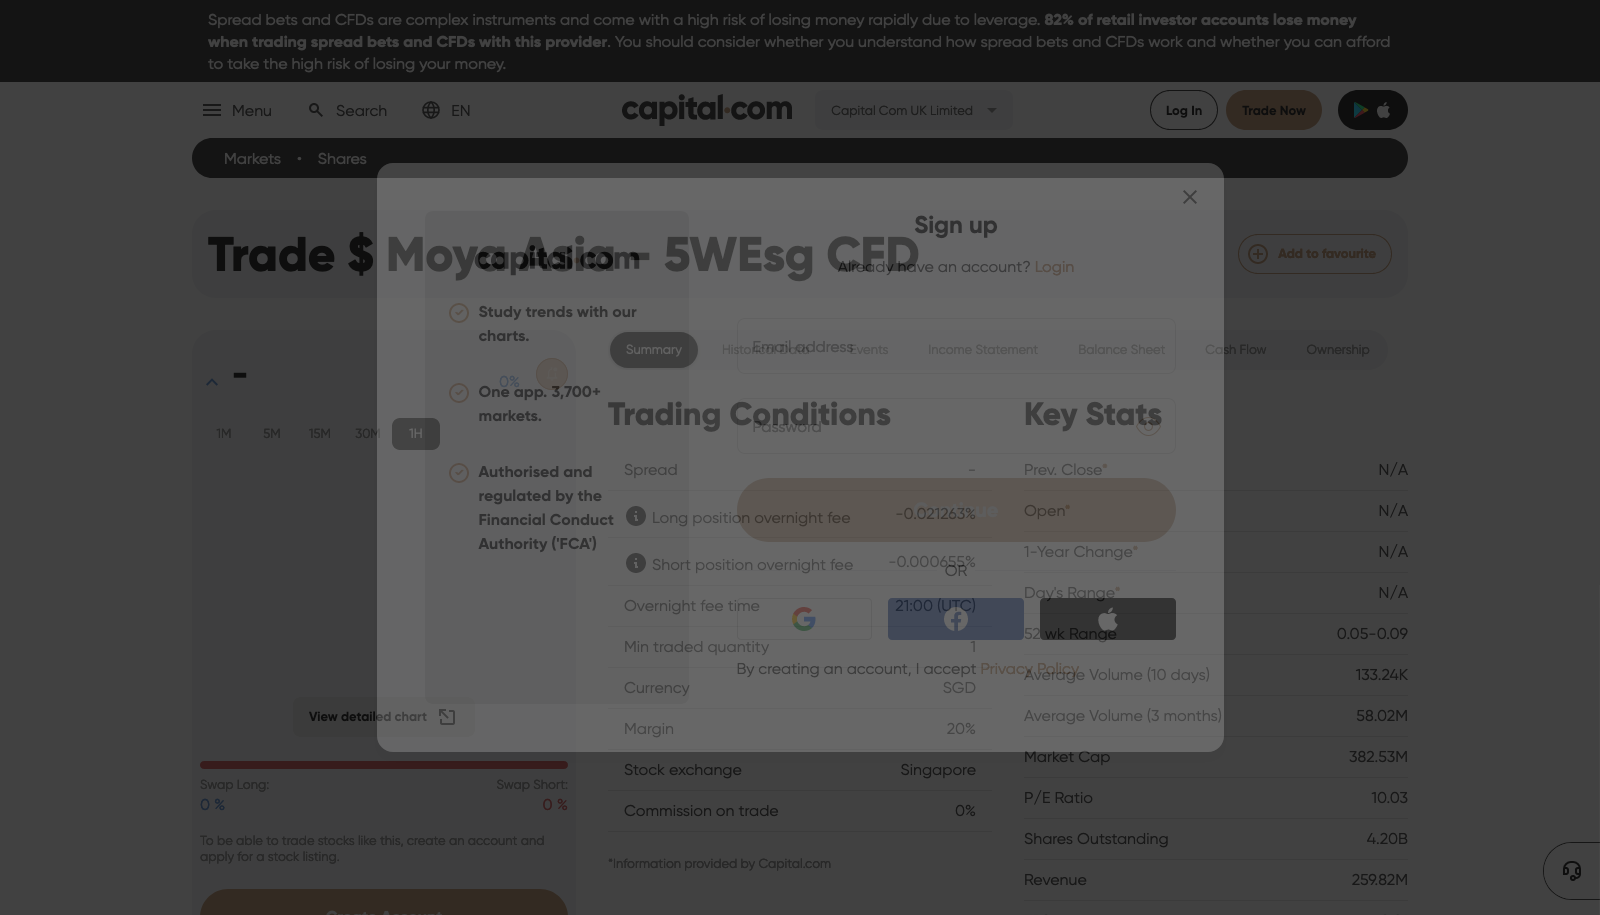 Spread bets and CFDs are complex instruments and come with a high risk of losing money rapidly due to leverage. 82% of retail investor accounts lose money
when trading spread bets and CFDs with this provider. You should consider whether you understand how spread bets and CFDs work and whether you can afford
to take the high risk of losing your money.
Menu
Search
EN
capital.com
Capital Com UK Limited
Log In
Trade Now
Markets • Shares
Sign up
Already have an account? Login
capital.com
Study trends with our
charts.
One app. 3,700+
markets.
Authorised and
regulated by the
Financial Conduct
Authority ('FCA')
Email address
Password
Continue
OR
By creating an account, I accept Privacy Policy
Trade $ Moya Asia - 5WEsg CFD
Add to favourite
-
0%
1M 5M 15M 30M 1H
View detailed chart
Swap Long:
0 %
Swap Short:
0 %
To be able to trade stocks like this, create an account and
apply for a stock listing.
Create Account
Summary
Historical Data
Events
Income Statement
Balance Sheet
Cash Flow
Ownership
Trading Conditions
Spread -
Long position overnight fee -0.021263%
Short position overnight fee -0.000655%
Overnight fee time 21:00 (UTC)
Min traded quantity 1
Currency SGD
Margin 20%
Stock exchange Singapore
Commission on trade 0%
*Information provided by Capital.com
Key Stats
Prev. Close* N/A
Open* N/A
1-Year Change* N/A
Day's Range* N/A
52 wk Range 0.05-0.09
Average Volume (10 days) 133.24K
Average Volume (3 months) 58.02M
Market Cap 382.53M
P/E Ratio 10.03
Shares Outstanding 4.20B
Revenue 259.82M